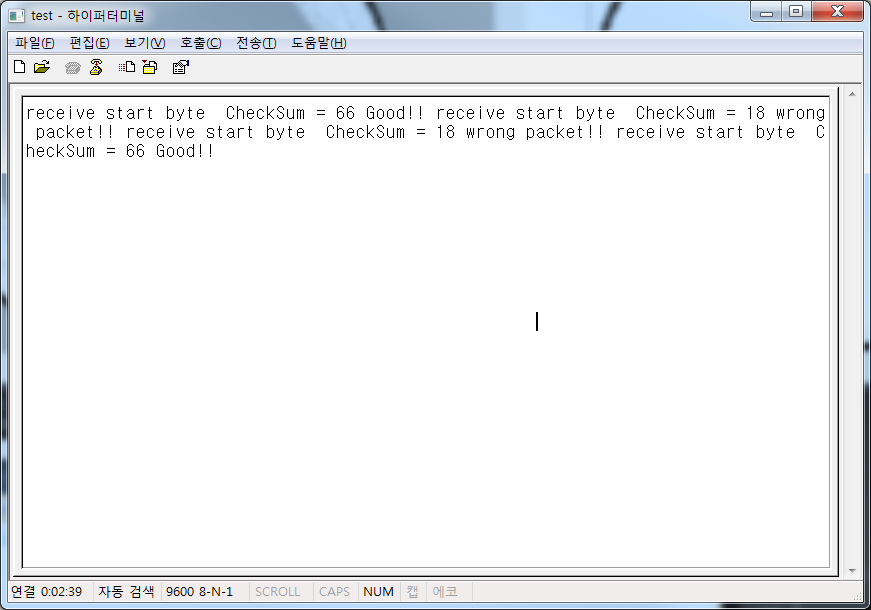 test - 하이퍼터미널
파일(F) 편집(E) 보기(V) 호출(C) 전송(T) 도움말(H)
receive start byte  CheckSum = 66 Good!! receive start byte  CheckSum = 18 wrong
 packet!! receive start byte  CheckSum = 18 wrong packet!! receive start byte  C
heckSum = 66 Good!!
연결 0:02:39 자동 검색 9600 8-N-1 SCROLL CAPS NUM 캡 에코